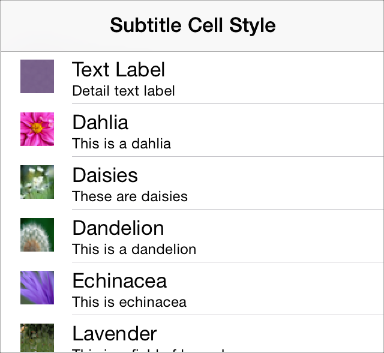 Subtitle Cell Style
Text Label
Detail text label
Dahlia
This is a dahlia
Daisies
These are daisies
Dandelion
This is a dandelion
Echinacea
This is echinacea
Lavender